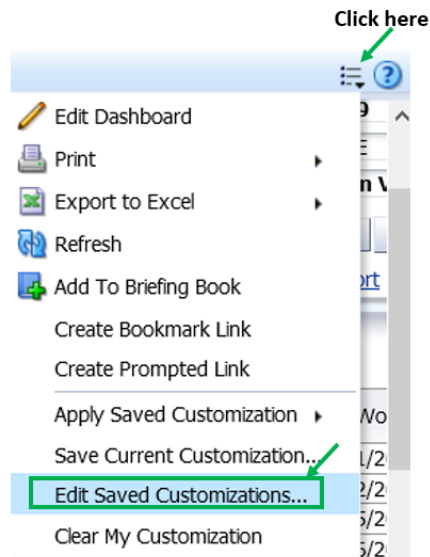 Click here
Edit Dashboard
Print
Export to Excel
Refresh
Add To Briefing Book
Create Bookmark Link
Create Prompted Link
Apply Saved Customization
Save Current Customization...
Edit Saved Customizations...
Clear My Customization